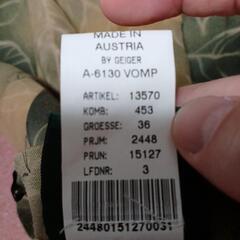 MADE IN
AUSTRIA
BY GEIGER
A-6130 VOMP
ARTIKEL: 13570
KOMB: 453
GROESSE: 36
PRJM: 2448
PRUN: 15127
LFDNR: 3
24480151270031